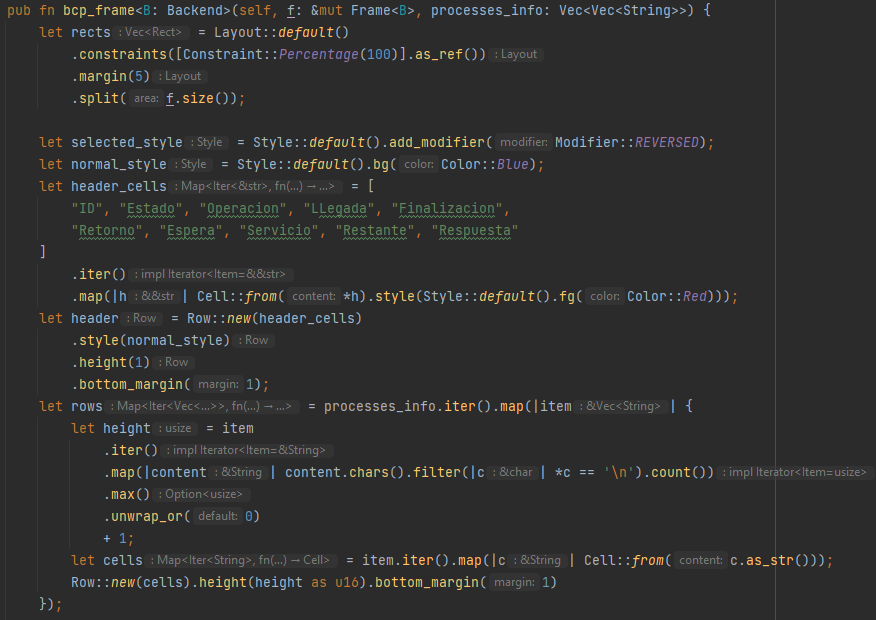 pub fn bcp_frame<B: Backend>(self, f: &mut Frame<B>, processes_info: Vec<Vec<String>>) {
let rects : Vec<Rect> = Layout::default()
.constraints([Constraint::Percentage(100)].as_ref()) : Layout
.margin(5) : Layout
.split( area: f.size());
let selected_style : Style = Style::default().add_modifier( modifier: Modifier::REVERSED);
let normal_style : Style = Style::default().bg( color: Color::Blue);
let header_cells : Map<Iter<&str>, fn(...) → ...> = [
"ID", "Estado", "Operacion", "LLegada", "Finalizacion",
"Retorno", "Espera", "Servicio", "Restante", "Respuesta"
]
.iter() : impl Iterator<Item=&&str>
.map(|h : &&str | Cell::from( content: *h).style(Style::default().fg( color: Color::Red)));
let header : Row = Row::new(header_cells)
.style(normal_style) : Row
.height(1) : Row
.bottom_margin( margin: 1);
let rows : Map<Iter<Vec<...>>, fn(...) → ...> = processes_info.iter().map(|item : &Vec<String> | {
let height : usize = item
.iter() : impl Iterator<Item=&String>
.map(|content : &String | content.chars().filter(|c : &char | *c == '\n').count()) : impl Iterator<Item=usize>
.max() : Option<usize>
.unwrap_or( default: 0)
+ 1;
let cells : Map<Iter<String>, fn(...) → Cell> = item.iter().map(|c : &String | Cell::from( content: c.as_str()));
Row::new(cells).height(height as u16).bottom_margin( margin: 1)
});